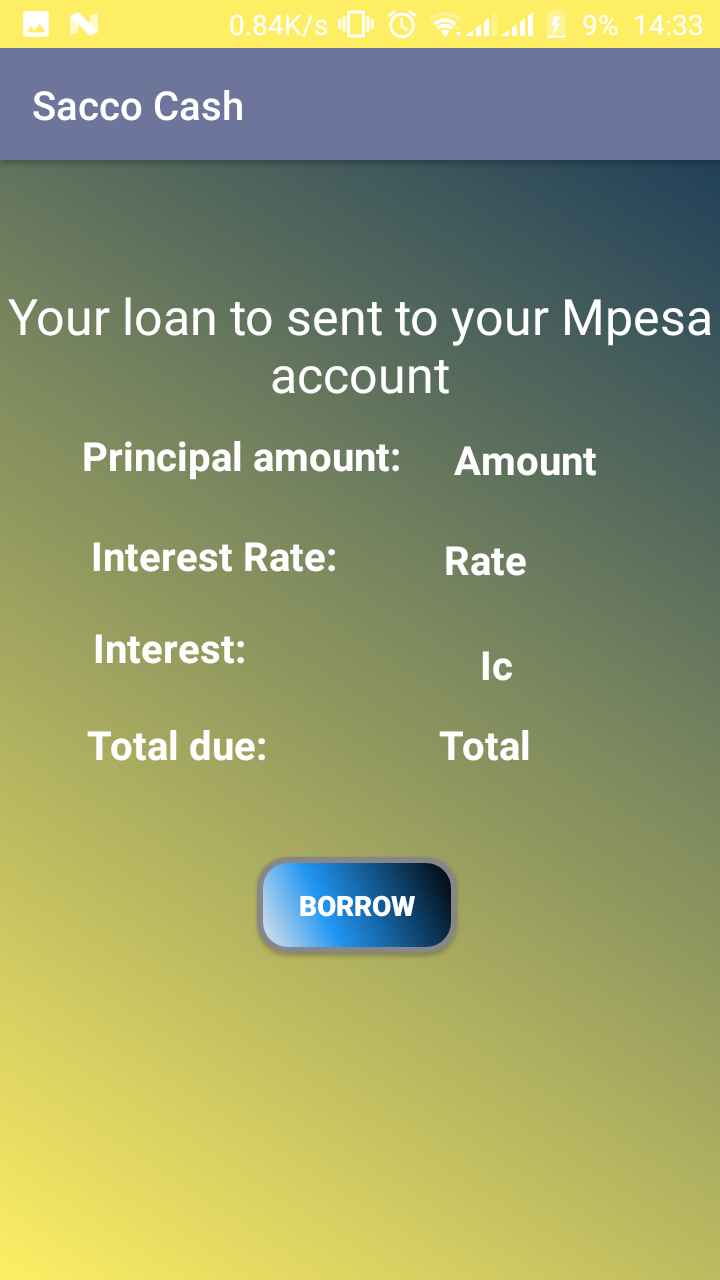 0.84K/s 9% 14:33
Sacco Cash
Your loan to sent to your Mpesa
account
Principal amount: Amount
Interest Rate: Rate
Interest: Ic
Total due: Total
BORROW